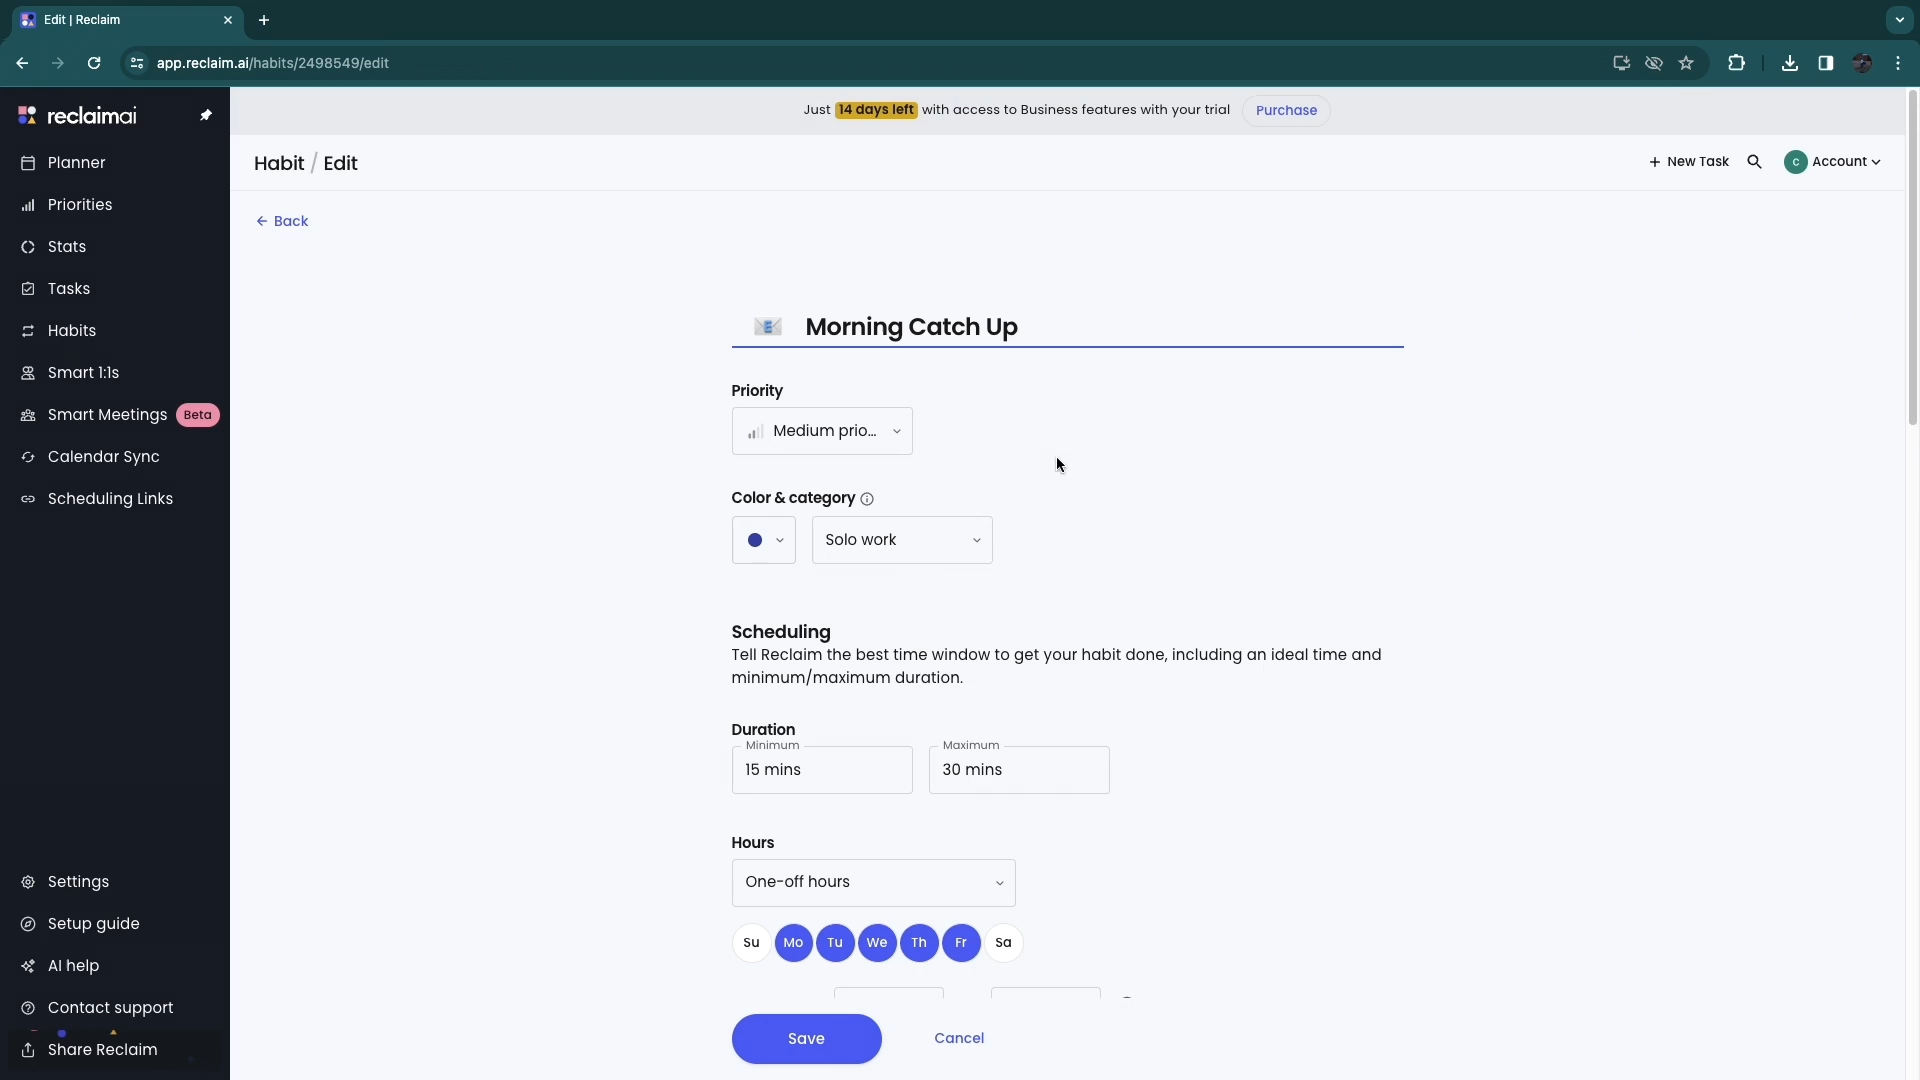 Edit | Reclaim
app.reclaim.ai/habits/2498549/edit
reclaimai
Planner
Priorities
Stats
Tasks
Habits
Smart 1:1s
Smart Meetings Beta
Calendar Sync
Scheduling Links
Settings
Setup guide
AI help
Contact support
Share Reclaim
Just 14 days left with access to Business features with your trial Purchase
Habit / Edit
+ New Task
C Account
← Back
Morning Catch Up
Priority
Medium prio...
Color & category
Solo work
Scheduling
Tell Reclaim the best time window to get your habit done, including an ideal time and
minimum/maximum duration.
Duration
Minimum Maximum
15 mins 30 mins
Hours
One-off hours
Su Mo Tu We Th Fr Sa
Save Cancel